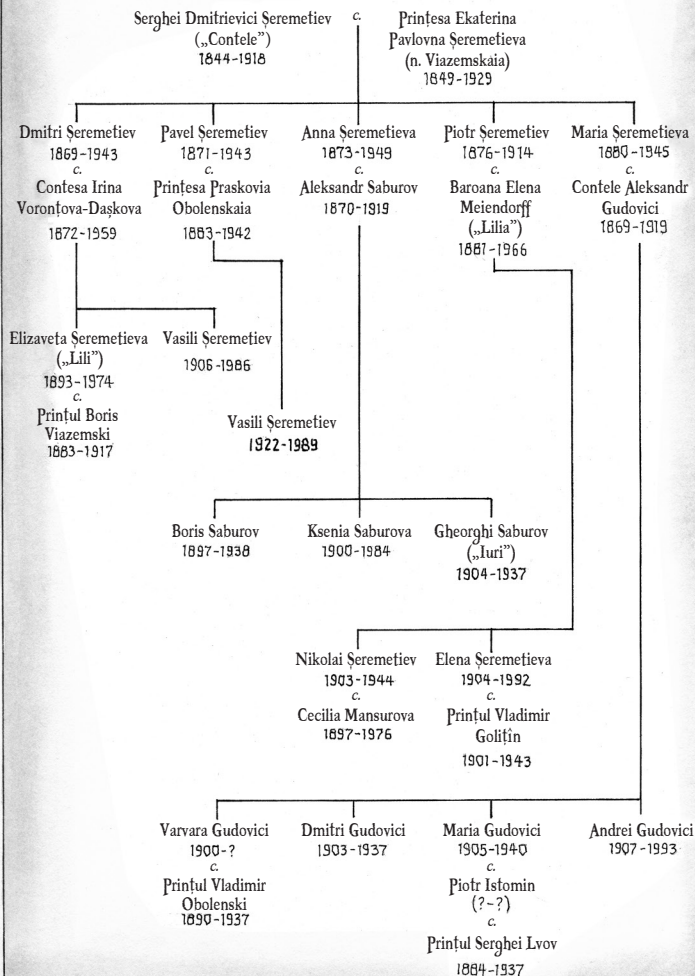 Serghei Dmitrievici Șeremetiev
(„Contele”)
1844-1918
c.
Prințesa Ekaterina
Pavlovna Șeremetieva
(n. Viazemskaia)
1849-1929
Dmitri Șeremetiev
1869-1943
c.
Contesa Irina
Voronțova-Dașkova
1872-1959
Pavel Șeremetiev
1871-1943
c.
Prințesa Praskovia
Obolenskaia
1883-1942
Anna Șeremetieva
1873-1949
c.
Aleksandr Saburov
1870-1919
Piotr Șeremetiev
1876-1914
c.
Baroana Elena
Meiendorff
(„Lilia”)
1881-1966
Maria Șeremetieva
1880-1945
c.
Contele Aleksandr
Gudovici
1869-1919
Elizaveta Șeremetieva
(„Lili”)
1893-1974
c.
Prințul Boris
Viazemski
1883-1917
Vasili Șeremetiev
1906-1986
Vasili Șeremetiev
1922-1989
Boris Saburov
1897-1938
Ksenia Saburova
1900-1984
Gheorghi Saburov
(„Iuri”)
1904-1937
Nikolai Șeremetiev
1903-1944
c.
Cecilia Mansurova
1897-1976
Elena Șeremetieva
1904-1992
c.
Prințul Vladimir
Golițîn
1901-1943
Varvara Gudovici
1900-?
c.
Prințul Vladimir
Obolenski
1890-1937
Dmitri Gudovici
1903-1937
Maria Gudovici
1905-1940
c.
Piotr Istomin
(?-?)
c.
Prințul Serghei Lvov
1884-1937
Andrei Gudovici
1907-1993